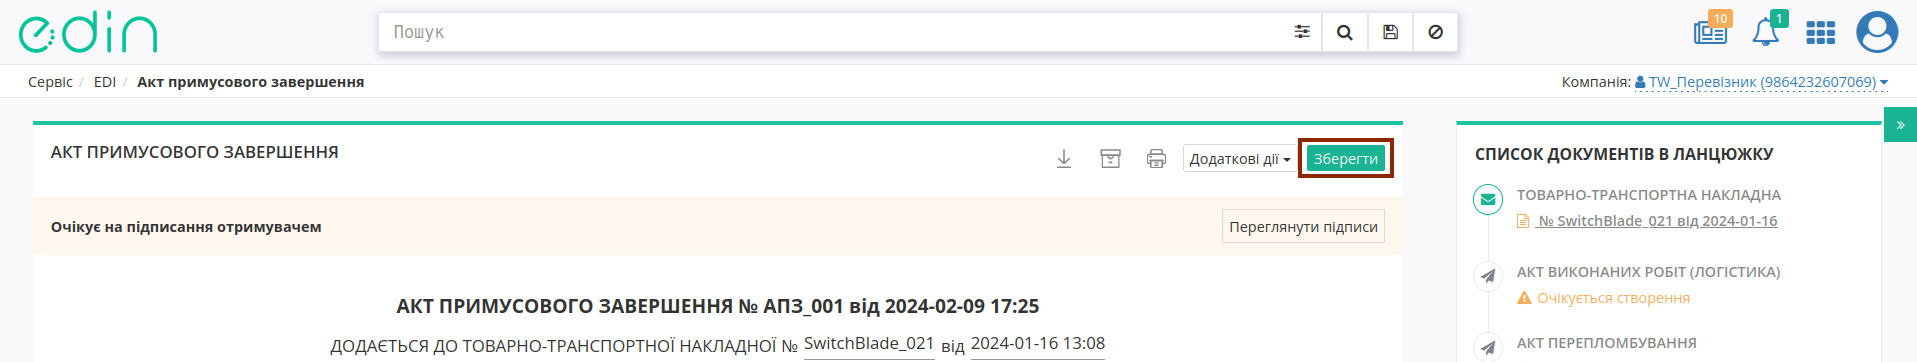 edin
Пошук
10
1
Сервіс / EDI / Акт примусового завершення
Компанія: TW_Перевізник (9864232607069)
»
АКТ ПРИМУСОВОГО ЗАВЕРШЕННЯ
Додаткові дії
Зберегти
Очікує на підписання отримувачем
Переглянути підписи
АКТ ПРИМУСОВОГО ЗАВЕРШЕННЯ № АПЗ_001 від 2024-02-09 17:25
ДОДАЄТЬСЯ ДО ТОВАРНО-ТРАНСПОРТНОЇ НАКЛАДНОЇ № SwitchBlade_021 від 2024-01-16 13:08
СПИСОК ДОКУМЕНТІВ В ЛАНЦЮЖКУ
ТОВАРНО-ТРАНСПОРТНА НАКЛАДНА
№ SwitchBlade_021 від 2024-01-16
АКТ ВИКОНАНИХ РОБІТ (ЛОГІСТИКА)
Очікується створення
АКТ ПЕРЕПЛОМБУВАННЯ